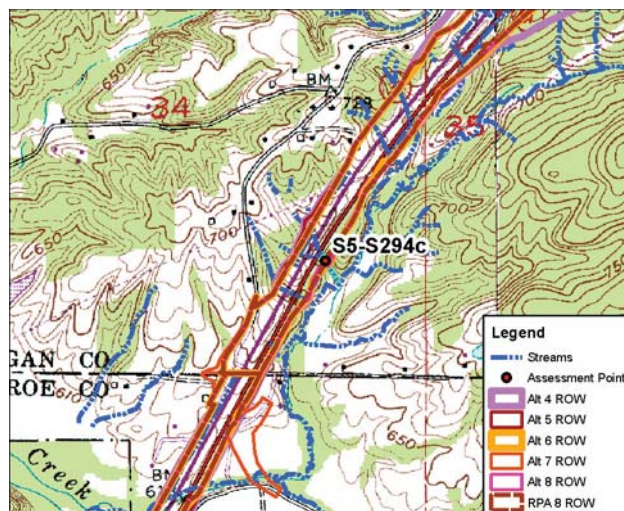 650
BM
723
34
35
700
S5-S294c
700
650
750
GAN CO
ROE CO
610
650
Creek
BM
Legend
Streams
Assessment Point
Alt 4 ROW
Alt 5 ROW
Alt 6 ROW
Alt 7 ROW
Alt 8 ROW
RPA 8 ROW